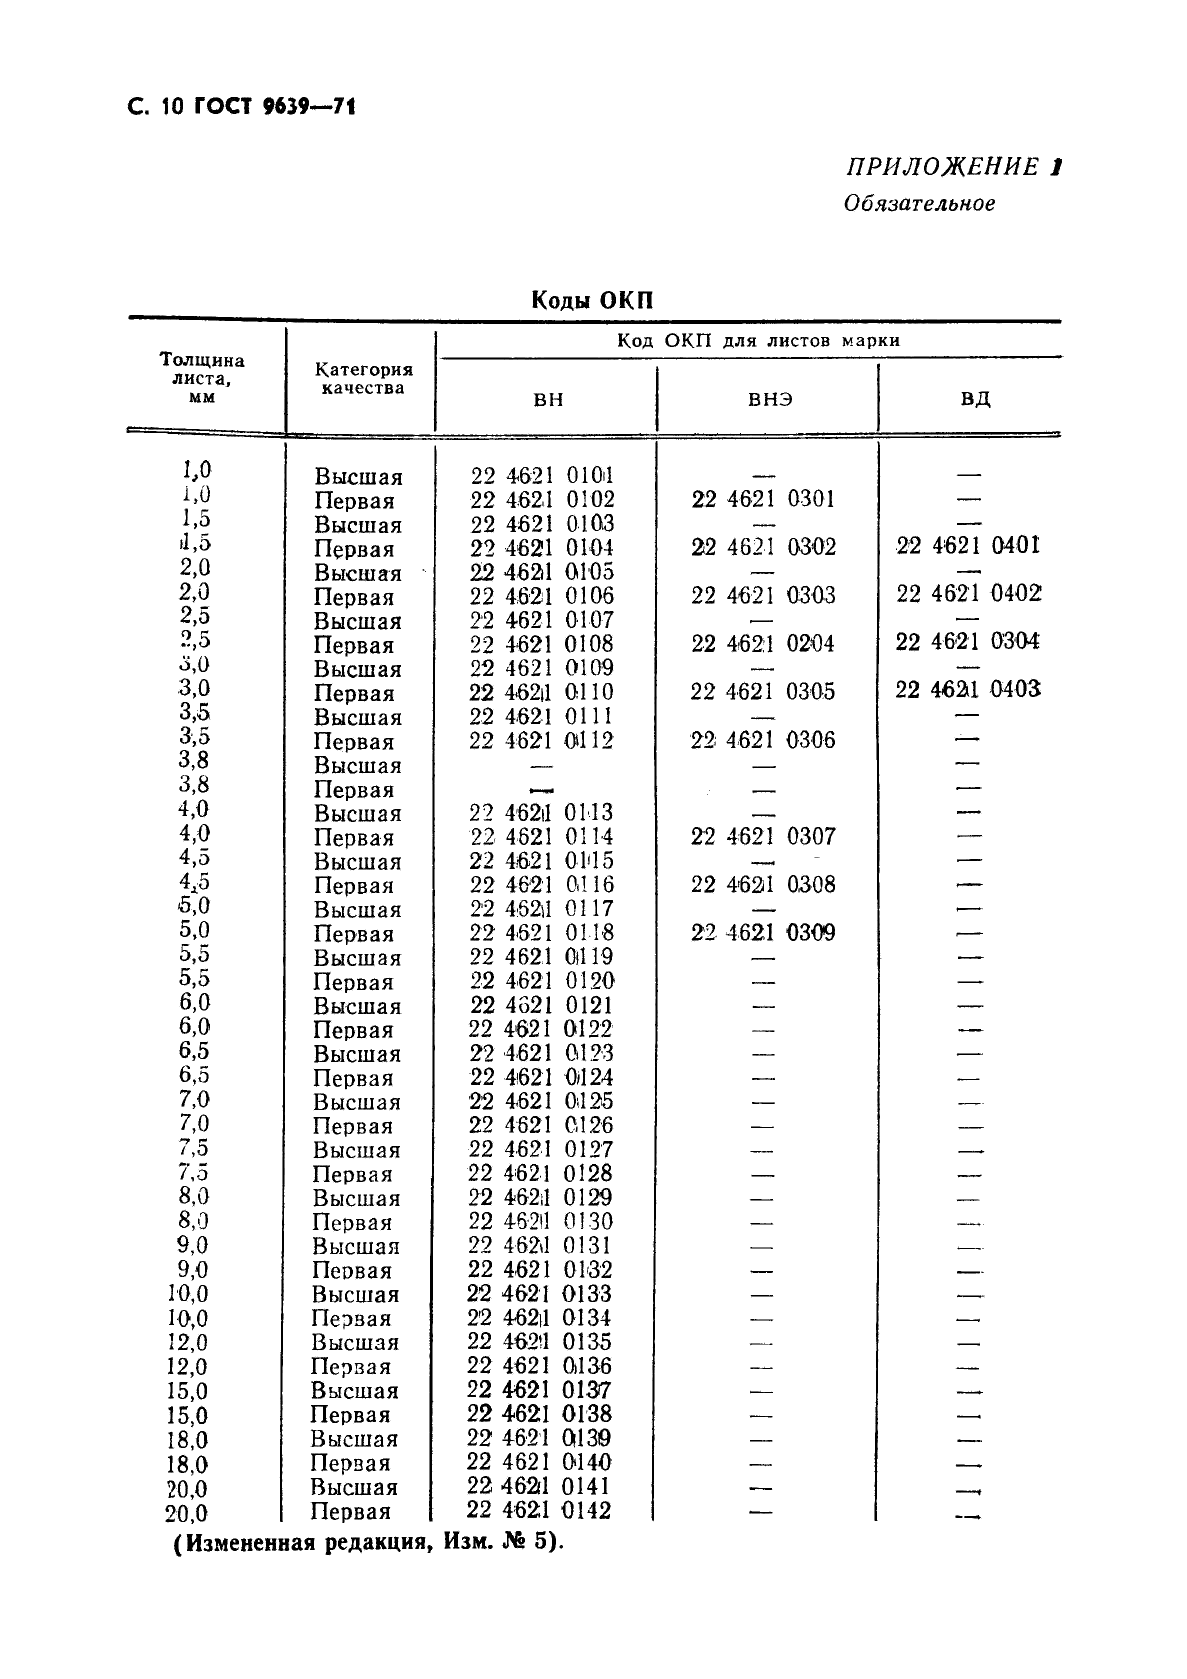 С. 10 ГОСТ 9639—71
ПРИЛОЖЕНИЕ 1
Обязательное
Коды ОКП
Толщина листа, мм | Категория качества | Код ОКП для листов марки
ВН | ВНЭ | ВД
1,0 Высшая 22 4621 0101 — —
1,0 Первая 22 4621 0102 22 4621 0301 —
1,5 Высшая 22 4621 0103 — —
1,5 Первая 22 4621 0104 22 4621 0302 22 4621 0401
2,0 Высшая 22 4621 0105 — —
2,0 Первая 22 4621 0106 22 4621 0303 22 4621 0402
2,5 Высшая 22 4621 0107 — —
2,5 Первая 22 4621 0108 22 4621 0204 22 4621 0304
3,0 Высшая 22 4621 0109 — —
3,0 Первая 22 4621 0110 22 4621 0305 22 4621 0403
3,5 Высшая 22 4621 0111 — —
3,5 Первая 22 4621 0112 22 4621 0306 —
3,8 Высшая — — —
3,8 Первая — — —
4,0 Высшая 22 4621 0113 — —
4,0 Первая 22 4621 0114 22 4621 0307 —
4,5 Высшая 22 4621 0115 — —
4,5 Первая 22 4621 0116 22 4621 0308 —
5,0 Высшая 22 4621 0117 — —
5,0 Первая 22 4621 0118 22 4621 0309 —
5,5 Высшая 22 4621 0119 — —
5,5 Первая 22 4621 0120 — —
6,0 Высшая 22 4621 0121 — —
6,0 Первая 22 4621 0122 — —
6,5 Высшая 22 4621 0123 — —
6,5 Первая 22 4621 0124 — —
7,0 Высшая 22 4621 0125 — —
7,0 Первая 22 4621 0126 — —
7,5 Высшая 22 4621 0127 — —
7,5 Первая 22 4621 0128 — —
8,0 Высшая 22 4621 0129 — —
8,0 Первая 22 4621 0130 — —
9,0 Высшая 22 4621 0131 — —
9,0 Первая 22 4621 0132 — —
10,0 Высшая 22 4621 0133 — —
10,0 Первая 22 4621 0134 — —
12,0 Высшая 22 4621 0135 — —
12,0 Первая 22 4621 0136 — —
15,0 Высшая 22 4621 0137 — —
15,0 Первая 22 4621 0138 — —
18,0 Высшая 22 4621 0139 — —
18,0 Первая 22 4621 0140 — —
20,0 Высшая 22 4621 0141 — —
20,0 Первая 22 4621 0142 — —
(Измененная редакция, Изм. № 5).